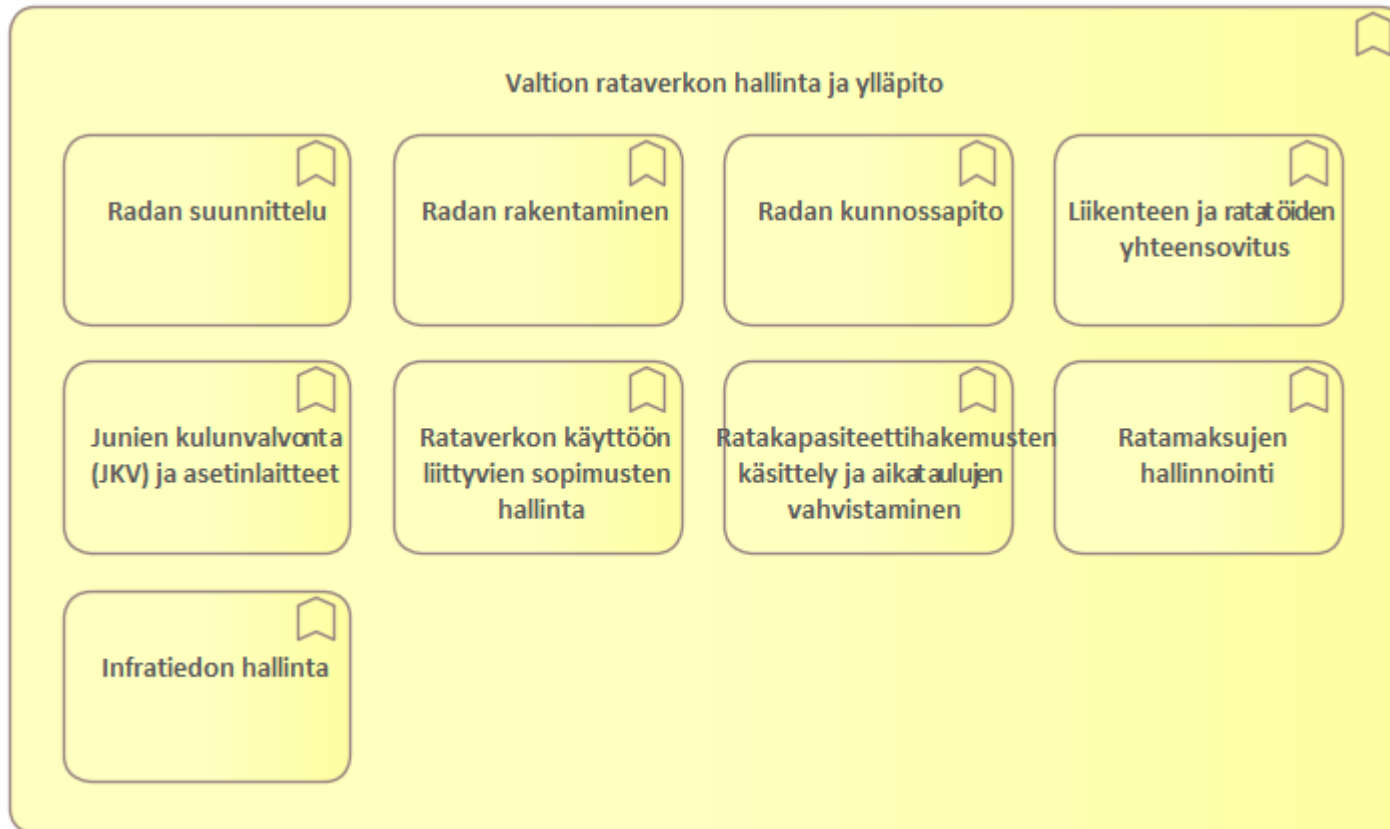 Valtion rataverkon hallinta ja ylläpito
Radan suunnittelu
Radan rakentaminen
Radan kunnossapito
Liikenteen ja ratatöiden
yhteensovitus
Junien kulunvalvonta
(JKV) ja asetinlaitteet
Rataverkon käyttöön
liittyvien sopimusten
hallinta
Ratakapasiteettihakemusten
käsittely ja aikataulujen
vahvistaminen
Ratamaksujen
hallinnointi
Infratiedon hallinta